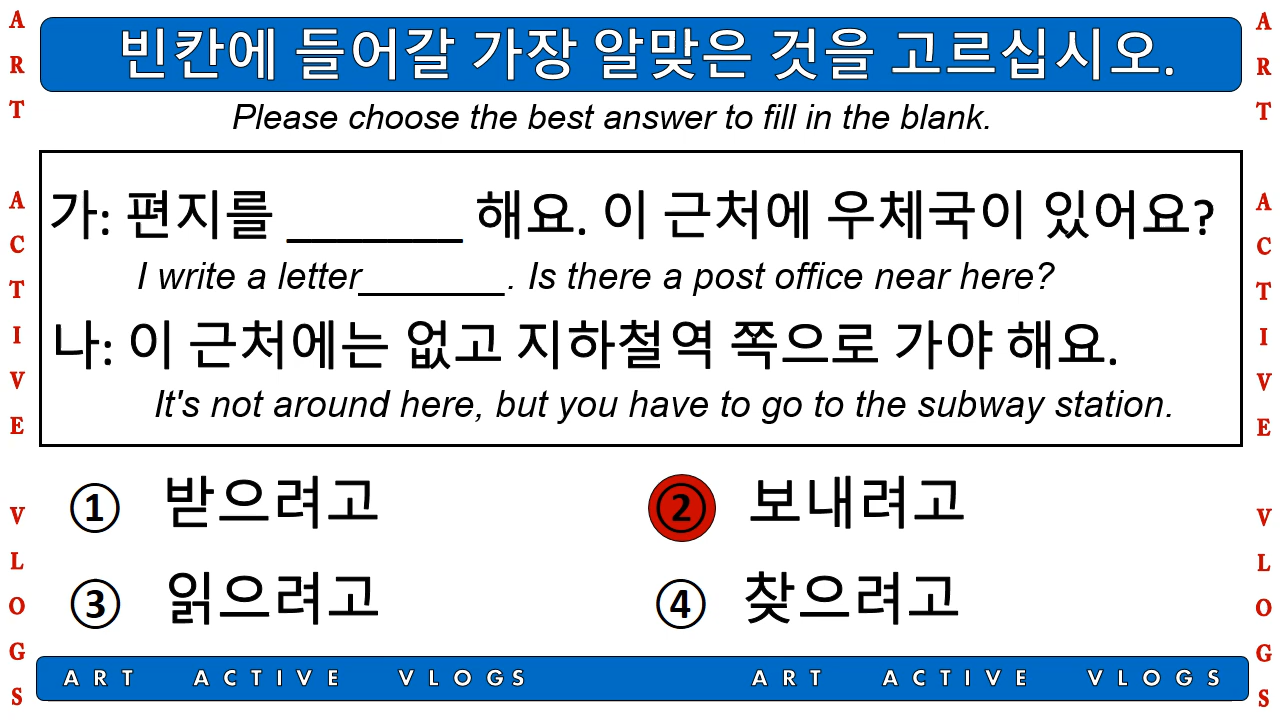 빈칸에 들어갈 가장 알맞은 것을 고르십시오.
Please choose the best answer to fill in the blank.
가: 편지를 _______ 해요. 이 근처에 우체국이 있어요?
I write a letter_______. Is there a post office near here?
나: 이 근처에는 없고 지하철역 쪽으로 가야 해요.
It's not around here, but you have to go to the subway station.
① 받으려고 ② 보내려고
③ 읽으려고 ④ 찾으려고
ART ACTIVE VLOGS ART ACTIVE VLOGS
ART ACTIVE VLOGS
ART ACTIVE VLOGS